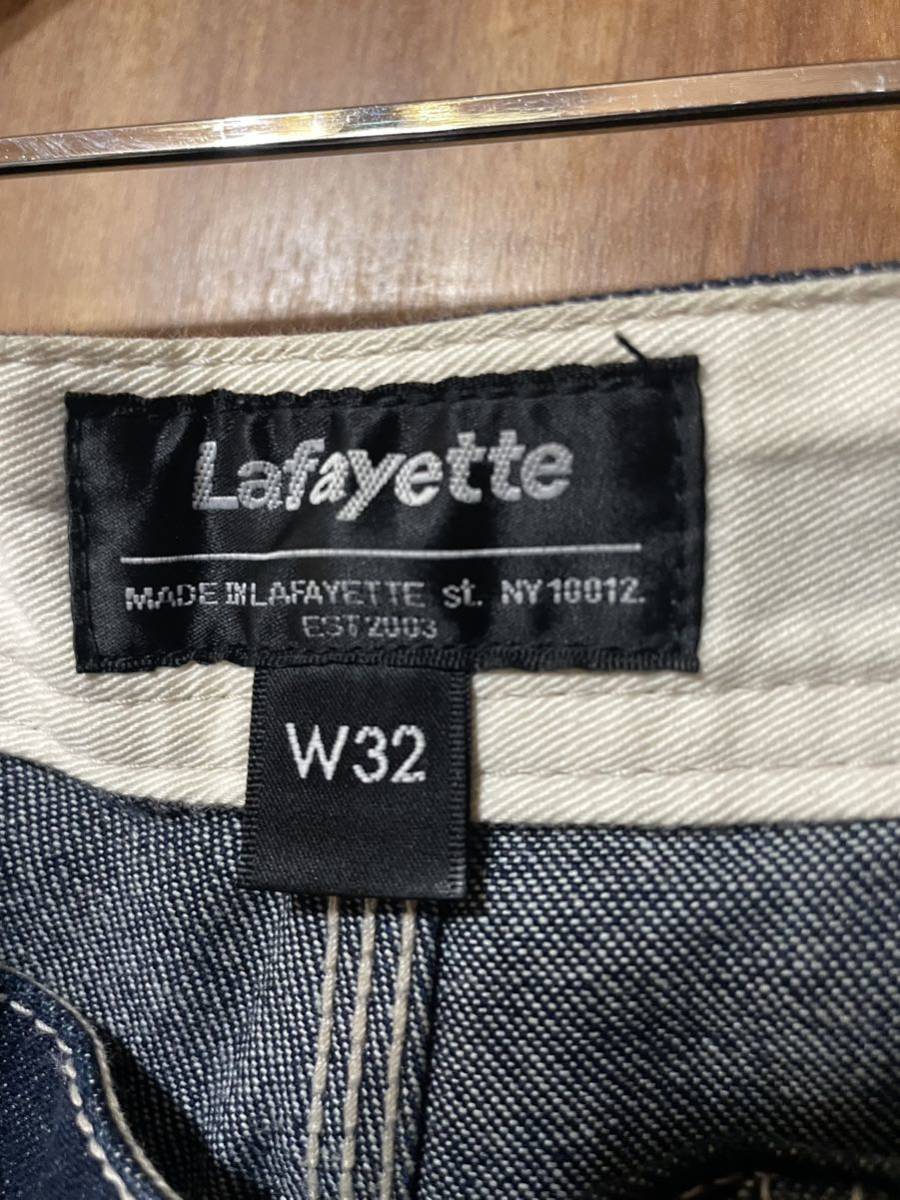 Lafayette
MADE IN LAFAYETTE st. NY 10012.
EST 2003
W32